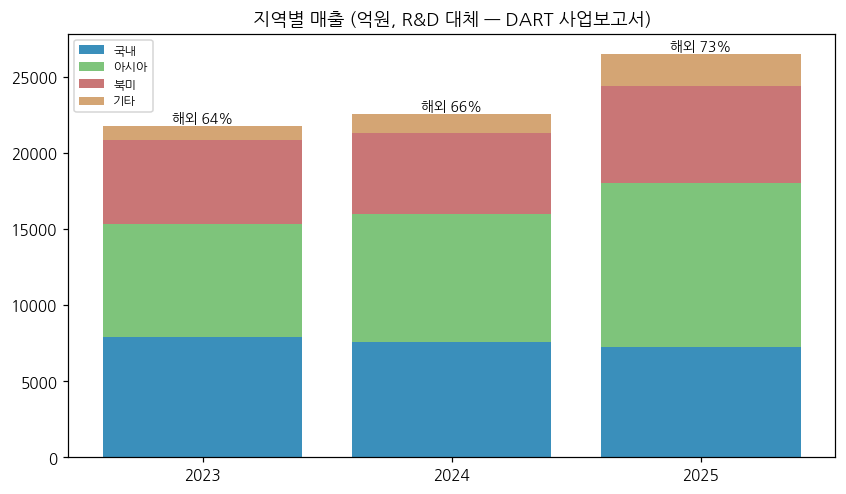 지역별 매출 (억원, R&D 대체 — DART 사업보고서)
국내
아시아
북미
기타
해외 64%
해외 66%
해외 73%
25000
20000
15000
10000
5000
0
2023
2024
2025